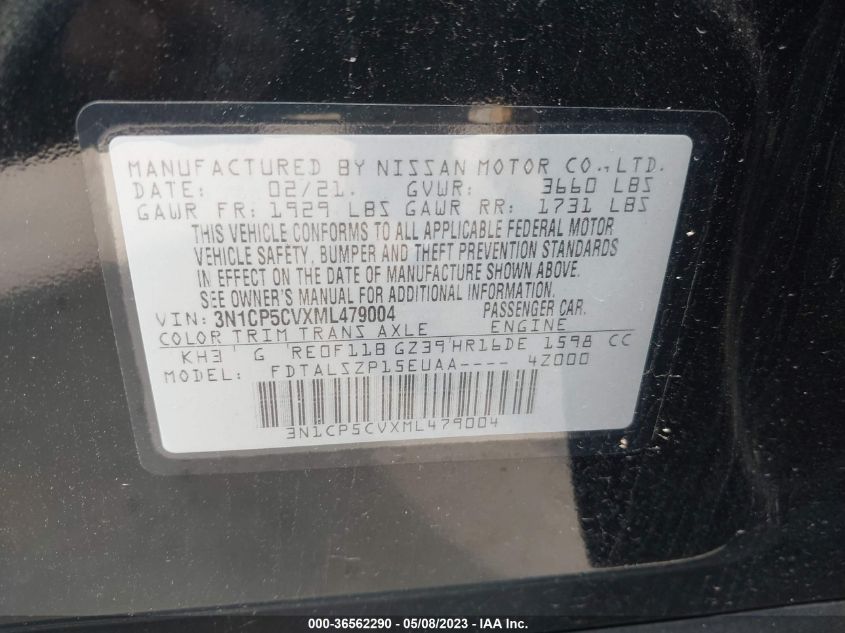 MANUFACTURED BY NISSAN MOTOR CO.,LTD.
DATE: 02/21. GVWR: 3660 LBS
GAWR FR: 1929 LBS GAWR RR: 1731 LBS
THIS VEHICLE CONFORMS TO ALL APPLICABLE FEDERAL MOTOR
VEHICLE SAFETY, BUMPER AND THEFT PREVENTION STANDARDS
IN EFFECT ON THE DATE OF MANUFACTURE SHOWN ABOVE.
SEE OWNER'S MANUAL FOR ADDITIONAL INFORMATION.
VIN: 3N1CP5CVXML479004 PASSENGER CAR.
COLOR TRIM TRANS AXLE ENGINE
KH3 G RE0F11B GZ39 HR16DE 1598 CC
MODEL: FDTALSZP15EUAA---- 4Z000
3N1CP5CVXML479004
000-36562290 - 05/08/2023 - IAA Inc.